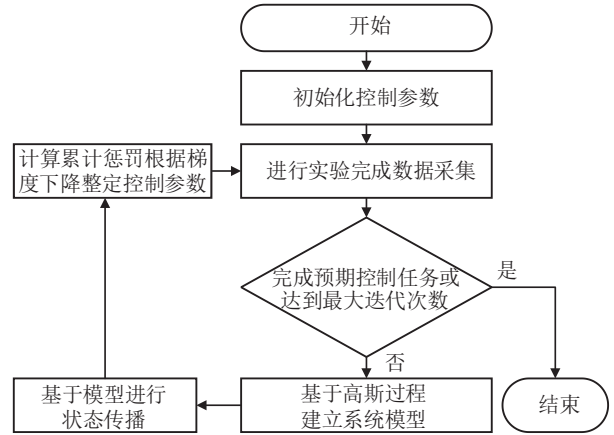 开始
初始化控制参数
计算累计惩罚根据梯
度下降整定控制参数
进行实验完成数据采集
完成预期控制任务或
达到最大迭代次数
是
否
基于模型进行
状态传播
基于高斯过程
建立系统模型
结束